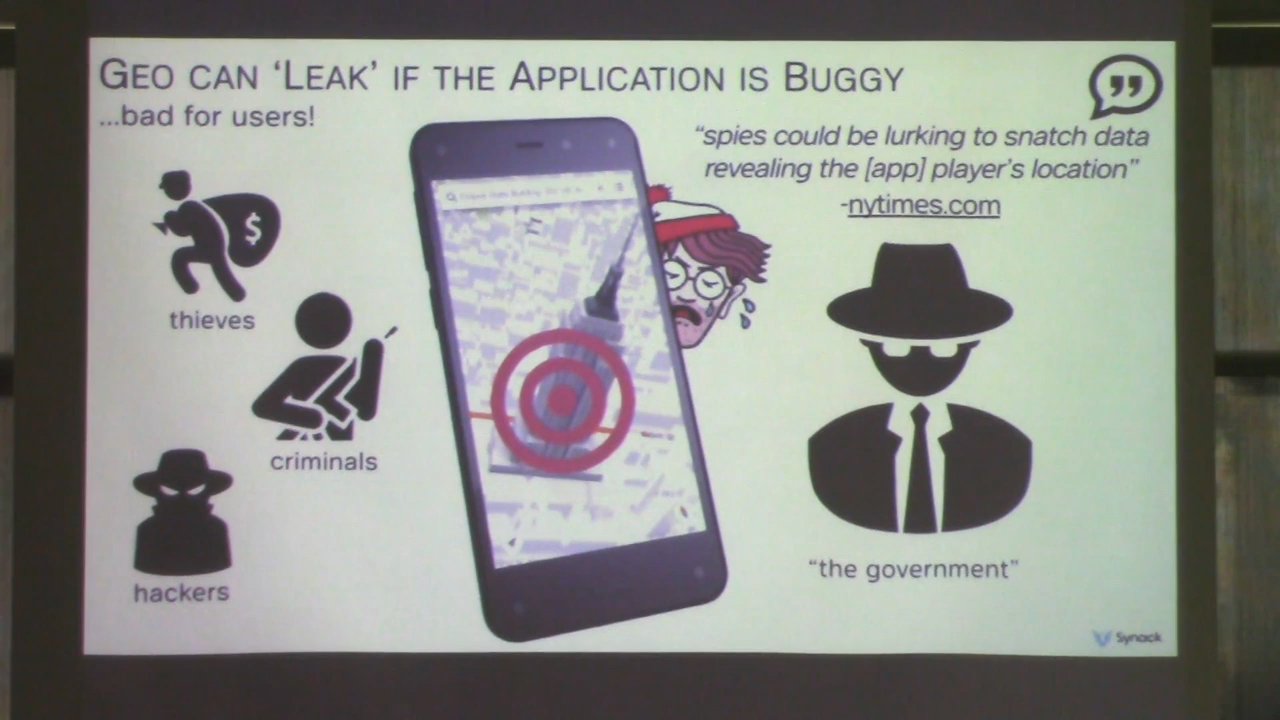 GEO CAN ‘LEAK’ IF THE APPLICATION IS BUGGY
...bad for users!
“spies could be lurking to snatch data
revealing the [app] player’s location”
-nytimes.com
thieves
$
criminals
hackers
“the government”
Synack